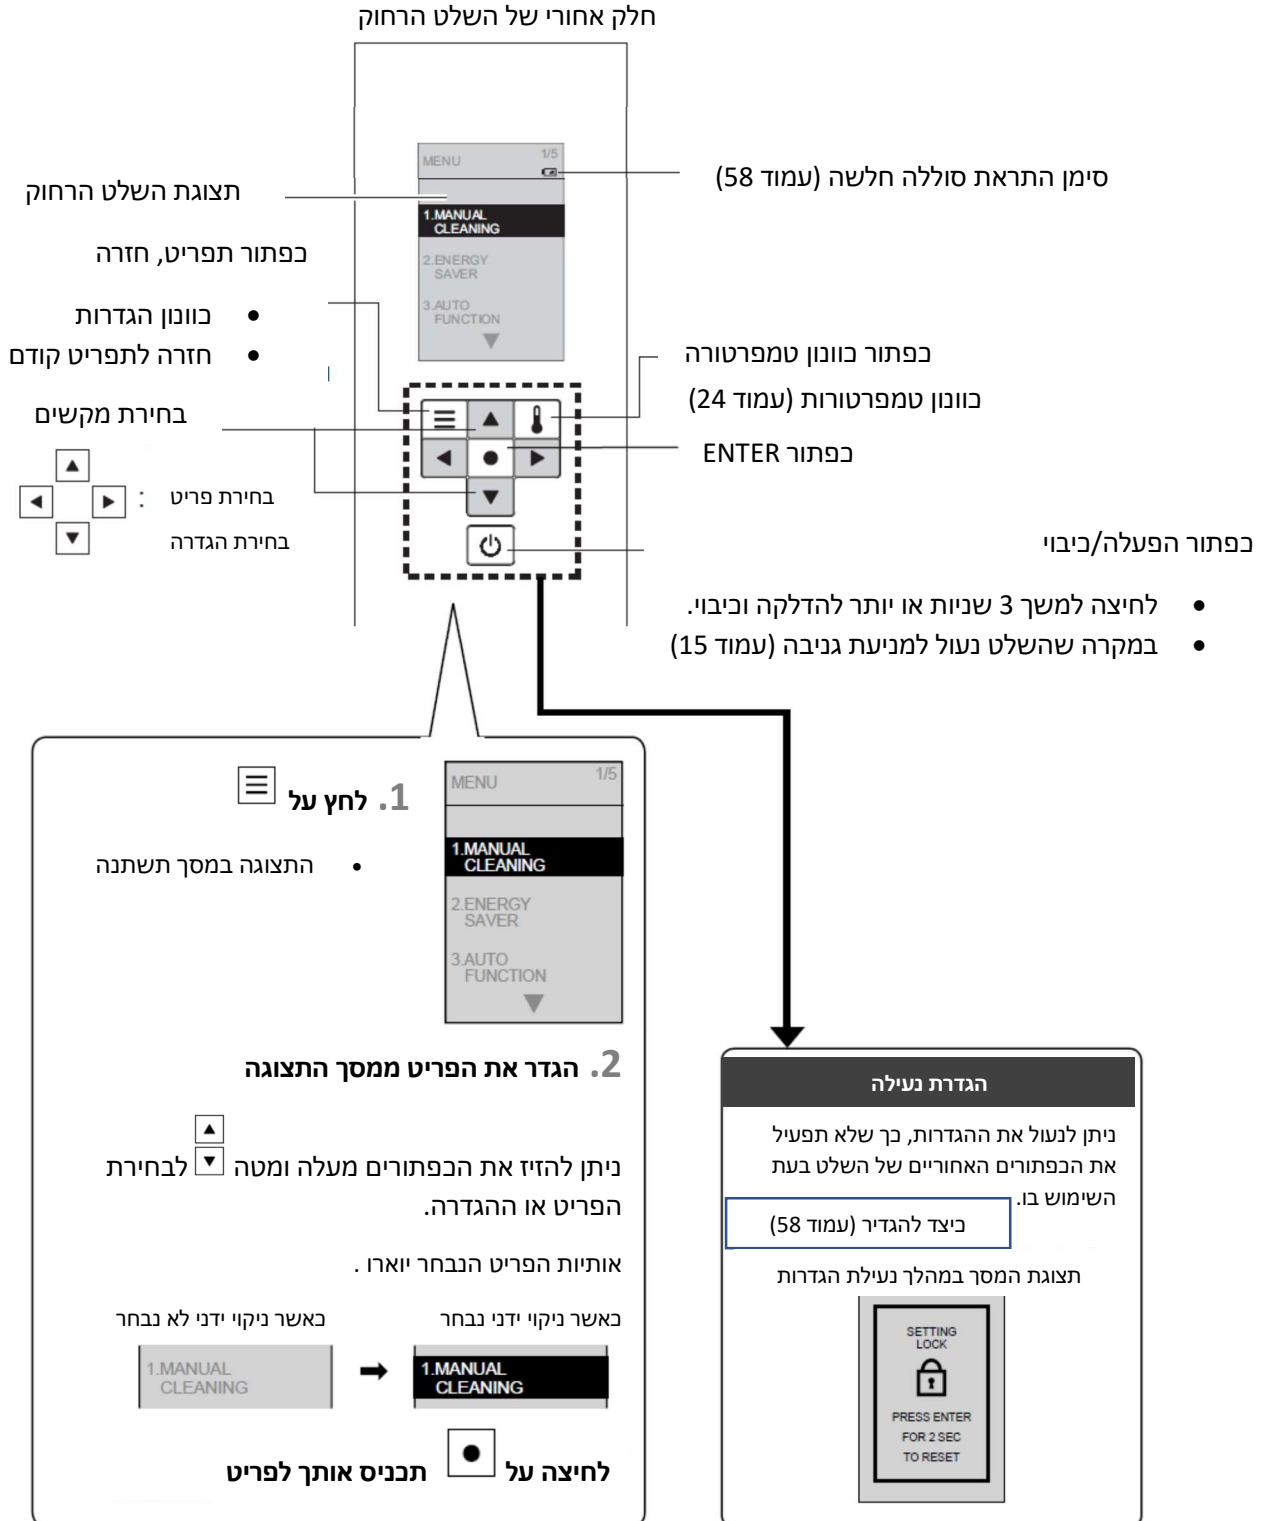 חלק אחורי של השלט הרחוק
MENU 1/5
1.MANUAL
CLEANING
2.ENERGY
SAVER
3.AUTO
FUNCTION
סימן התראת סוללה חלשה (עמוד 58)
תצוגת השלט הרחוק
כפתור תפריט, חזרה
• כוונון הגדרות
• חזרה לתפריט קודם
בחירת מקשים
: בחירת פריט
בחירת הגדרה
כפתור כוונון טמפרטורה
כוונון טמפרטורות (עמוד 24)
כפתור ENTER
כפתור הפעלה/כיבוי
• לחיצה למשך 3 שניות או יותר להדלקה וכיבוי.
• במקרה שהשלט נעול למניעת גניבה (עמוד 15)
1. לחץ על
• התצוגה במסך תשתנה
MENU 1/5
1.MANUAL
CLEANING
2.ENERGY
SAVER
3.AUTO
FUNCTION
2. הגדר את הפריט ממסך התצוגה
ניתן להזיז את הכפתורים מעלה ומטה לבחירת
הפריט או ההגדרה.
אותיות הפריט הנבחר יוארו .
כאשר ניקוי ידני נבחר
כאשר ניקוי ידני לא נבחר
1.MANUAL
CLEANING
1.MANUAL
CLEANING
לחיצה על תכניס אותך לפריט
הגדרת נעילה
ניתן לנעול את ההגדרות, כך שלא תפעיל
את הכפתורים האחוריים של השלט בעת
השימוש בו.
כיצד להגדיר (עמוד 58)
תצוגת המסך במהלך נעילת הגדרות
SETTING
LOCK
PRESS ENTER
FOR 2 SEC
TO RESET